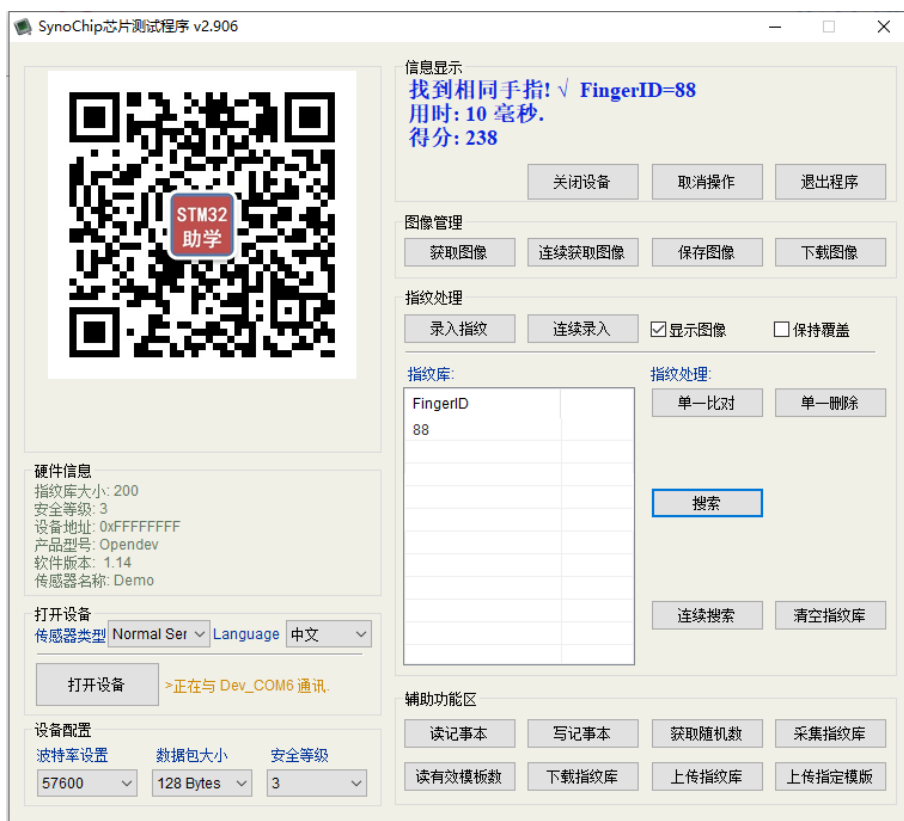 SynoChip芯片测试程序 v2.906
STM32
助学
硬件信息
指纹库大小: 200
安全等级: 3
设备地址: 0xFFFFFFFF
产品型号: Opendev
软件版本: 1.14
传感器名称: Demo
打开设备
传感器类型 Normal Ser Language 中文
打开设备 >正在与 Dev_COM6 通讯.
设备配置
波特率设置 数据包大小 安全等级
57600 128 Bytes 3
信息显示
找到相同手指! √ FingerID=88
用时: 10 毫秒.
得分: 238
关闭设备 取消操作 退出程序
图像管理
获取图像 连续获取图像 保存图像 下载图像
指纹处理
录入指纹 连续录入 显示图像 保持覆盖
指纹库: 指纹处理:
FingerID
88
单一比对 单一删除
搜索
连续搜索 清空指纹库
辅助功能区
读记事本 写记事本 获取随机数 采集指纹库
读有效模板数 下载指纹库 上传指纹库 上传指定模版